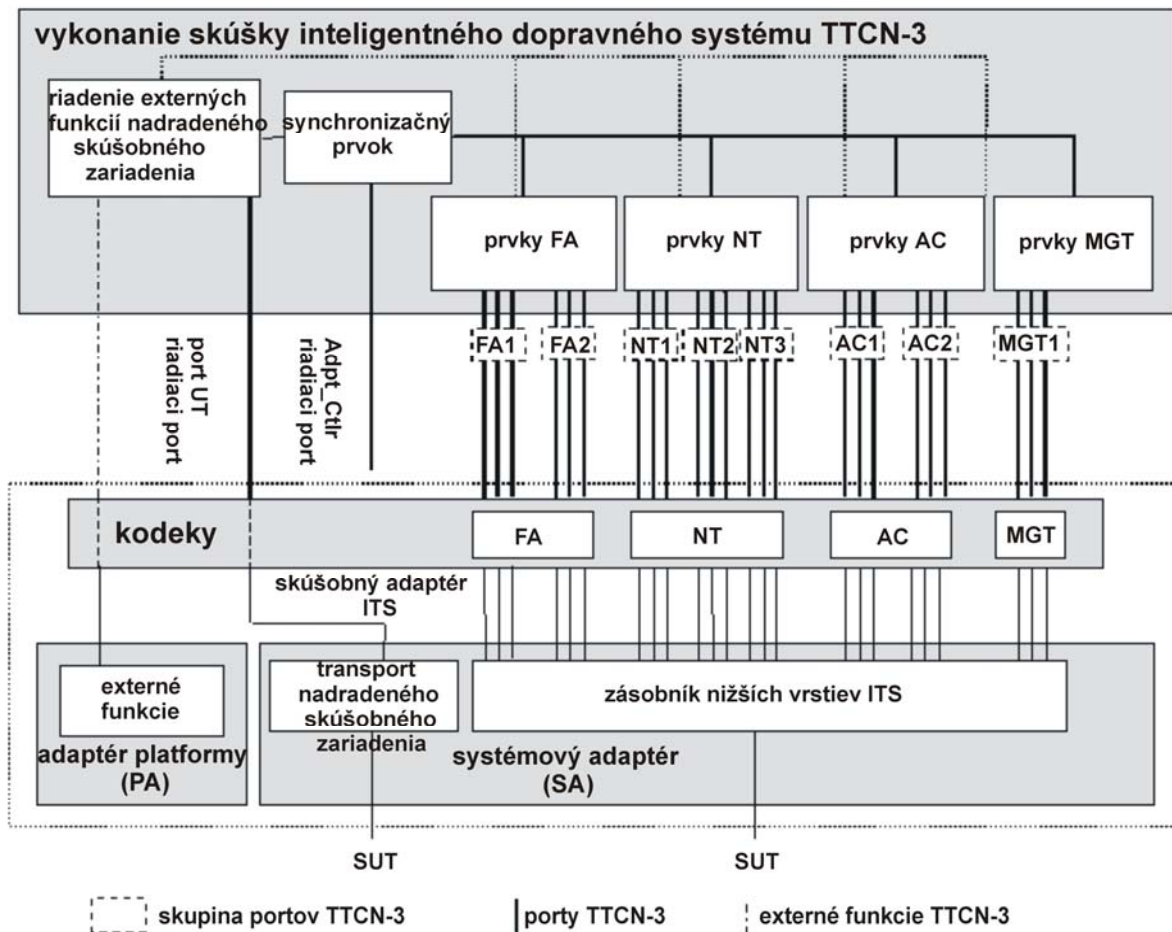 vykonanie skúšky inteligentného dopravného systému TTCN-3
riadenie externých
funkcií nadradeného
skúšobného
zariadenia
synchronizačný
prvok
prvky FA
prvky NT
prvky AC
prvky MGT
port UT
riadiaci port
Adpt_Ctlr
riadiaci port
FA1
FA2
NT1
NT2
NT3
AC1
AC2
MGT1
kodeky
FA
NT
AC
MGT
skúšobný adaptér
ITS
externé
funkcie
adaptér platformy
(PA)
transport
nadradeného
skúšobného
zariadenia
zásobník nižších vrstiev ITS
systémový adaptér
(SA)
SUT
SUT
skupina portov TTCN-3
porty TTCN-3
externé funkcie TTCN-3